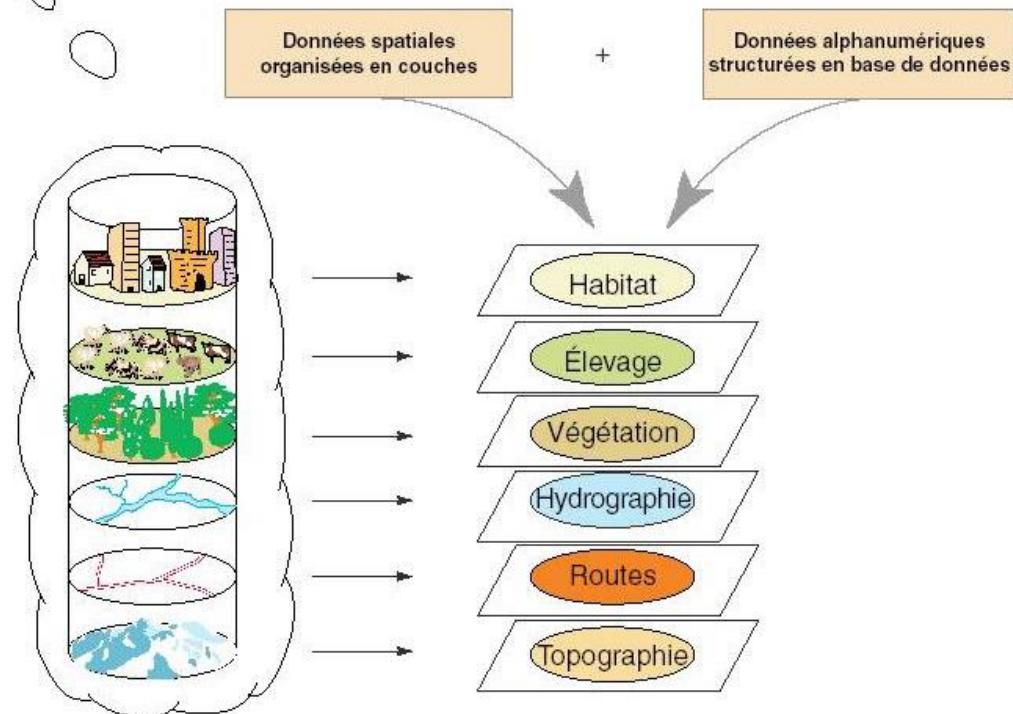 Données spatiales
organisées en couches
+
Données alphanumériques
structurées en base de données
Habitat
Élevage
Végétation
Hydrographie
Routes
Topographie